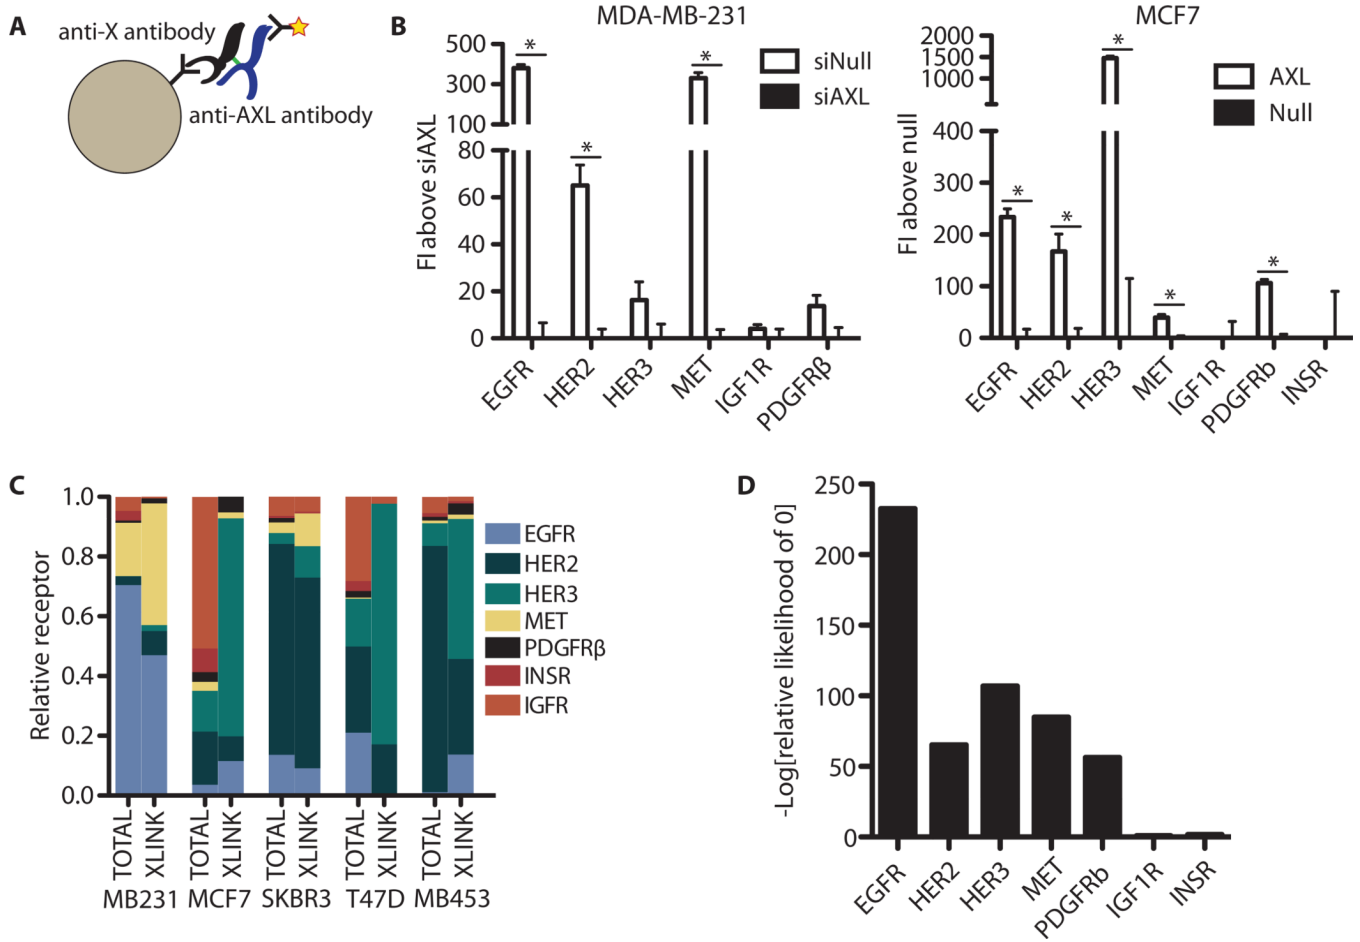 A
anti-X antibody
anti-AXL antibody
B
MDA-MB-231
FI above siAXL
500
300
100
80
60
40
20
0
siNull
siAXL
*
*
*
EGFR
HER2
HER3
MET
IGF1R
PDGFRβ
MCF7
FI above null
2000
1500
1000
400
300
200
100
0
AXL
Null
*
*
*
*
*
EGFR
HER2
HER3
MET
IGF1R
PDGFRb
INSR
C
Relative receptor
1.0
0.8
0.6
0.4
0.2
0.0
EGFR
HER2
HER3
MET
PDGFRβ
INSR
IGFR
TOTAL
XLINK
TOTAL
XLINK
TOTAL
XLINK
TOTAL
XLINK
TOTAL
XLINK
MB231 MCF7 SKBR3 T47D MB453
D
-Log[relative likelihood of 0]
250
200
150
100
50
0
EGFR
HER2
HER3
MET
PDGFRb
IGF1R
INSR